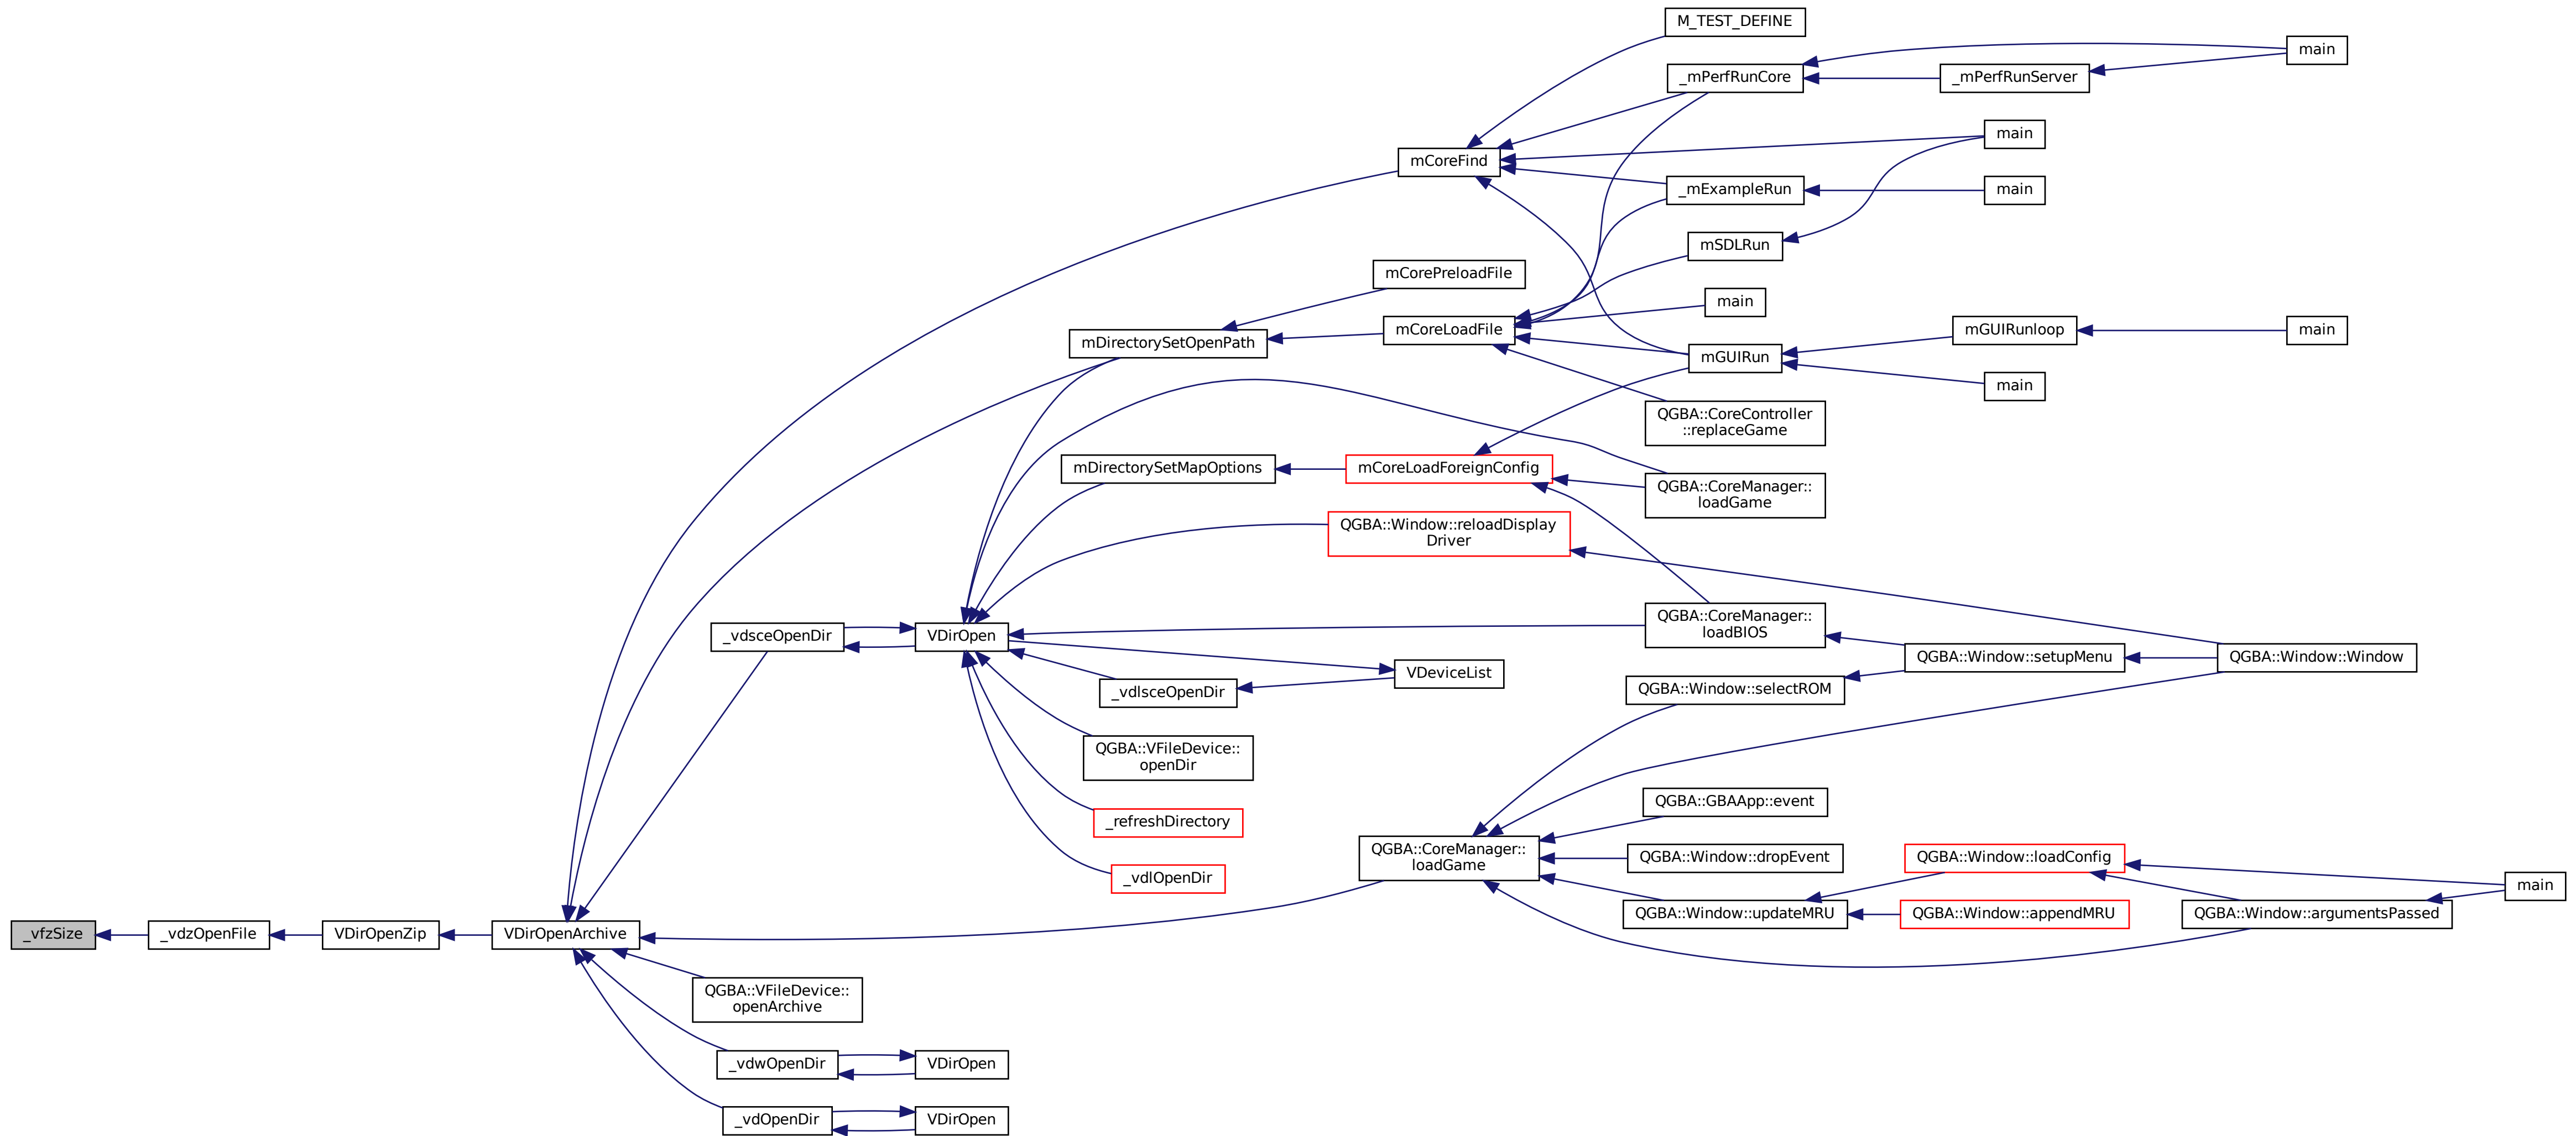 M_TEST_DEFINE
main
_mPerfRunCore
_mPerfRunServer
main
mCoreFind
_mExampleRun
main
mSDLRun
mCorePreloadFile
main
mCoreLoadFile
mGUIRunloop
main
mDirectorySetOpenPath
mGUIRun
main
QGBA::CoreController
::replaceGame
mDirectorySetMapOptions
mCoreLoadForeignConfig
QGBA::CoreManager::
loadGame
QGBA::Window::reloadDisplay
Driver
QGBA::CoreManager::
loadBIOS
_vdsceOpenDir
VDirOpen
QGBA::Window::setupMenu
QGBA::Window::Window
VDeviceList
_vdlsceOpenDir
QGBA::Window::selectROM
QGBA::VFileDevice::
openDir
QGBA::GBAApp::event
_refreshDirectory
QGBA::CoreManager::
loadGame
QGBA::Window::dropEvent
QGBA::Window::loadConfig
_vdlOpenDir
main
QGBA::Window::updateMRU
QGBA::Window::appendMRU
QGBA::Window::argumentsPassed
_vfzSize
_vdzOpenFile
VDirOpenZip
VDirOpenArchive
QGBA::VFileDevice::
openArchive
_vdwOpenDir
VDirOpen
_vdOpenDir
VDirOpen